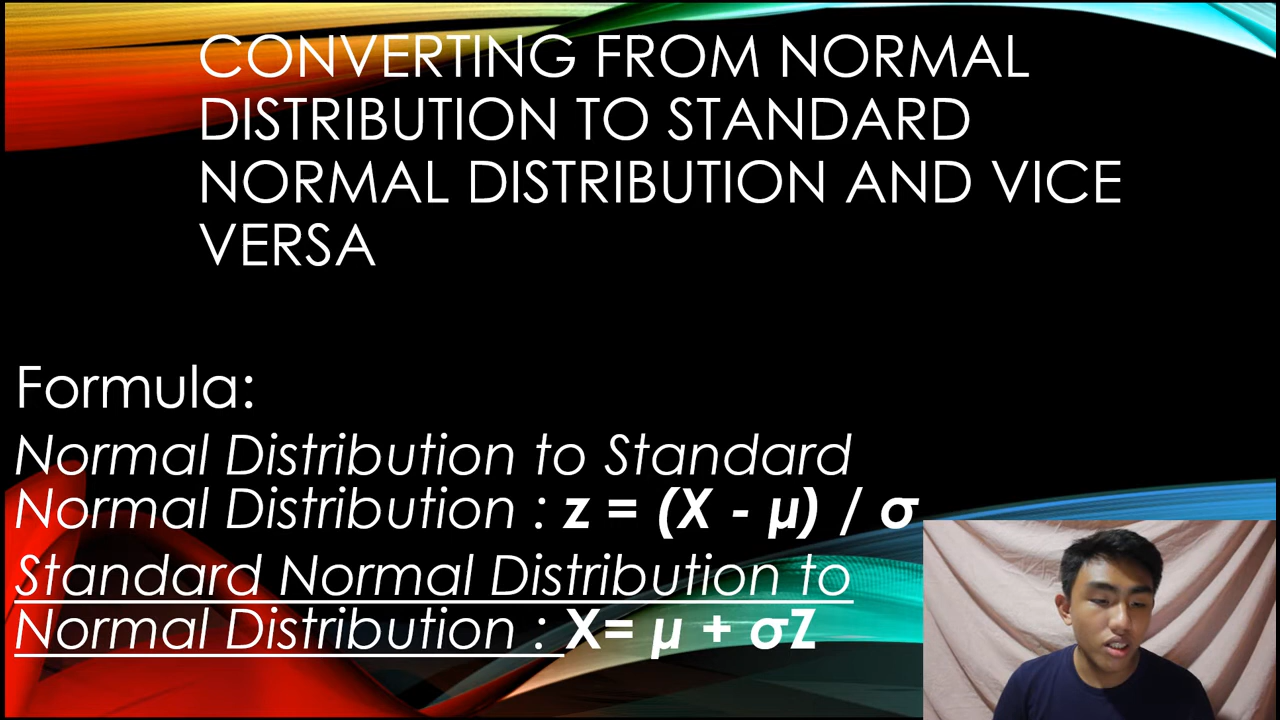 CONVERTING FROM NORMAL
DISTRIBUTION TO STANDARD
NORMAL DISTRIBUTION AND VICE
VERSA
Formula:
Normal Distribution to Standard
Normal Distribution : z = (X - μ) / σ
Standard Normal Distribution to
Normal Distribution : X= μ + σZ